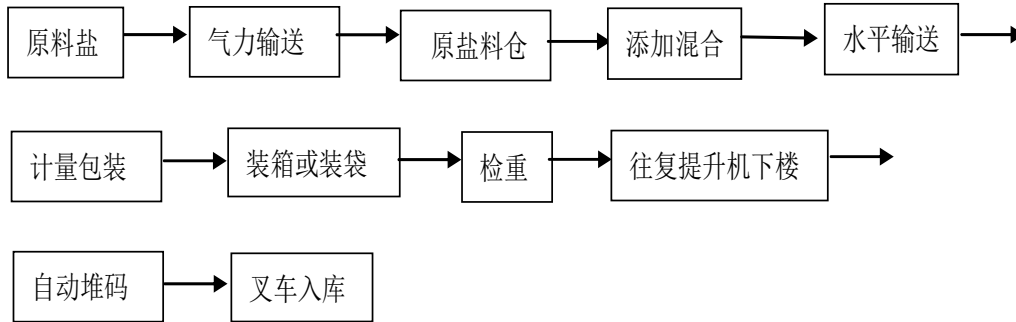 原料盐 气力输送 原盐料仓 添加混合 水平输送
计量包装 装箱或装袋 检重 往复提升机下楼
自动堆码 叉车入库